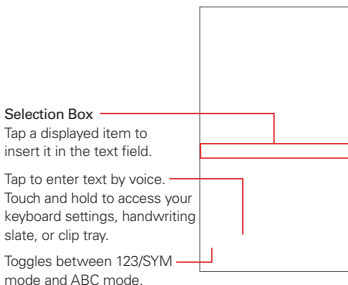 Selection Box
Tap a displayed item to
insert it in the text field.
Tap to enter text by voice.
Touch and hold to access your
keyboard settings, handwriting
slate, or clip tray.
Toggles between 123/SYM
mode and ABC mode.